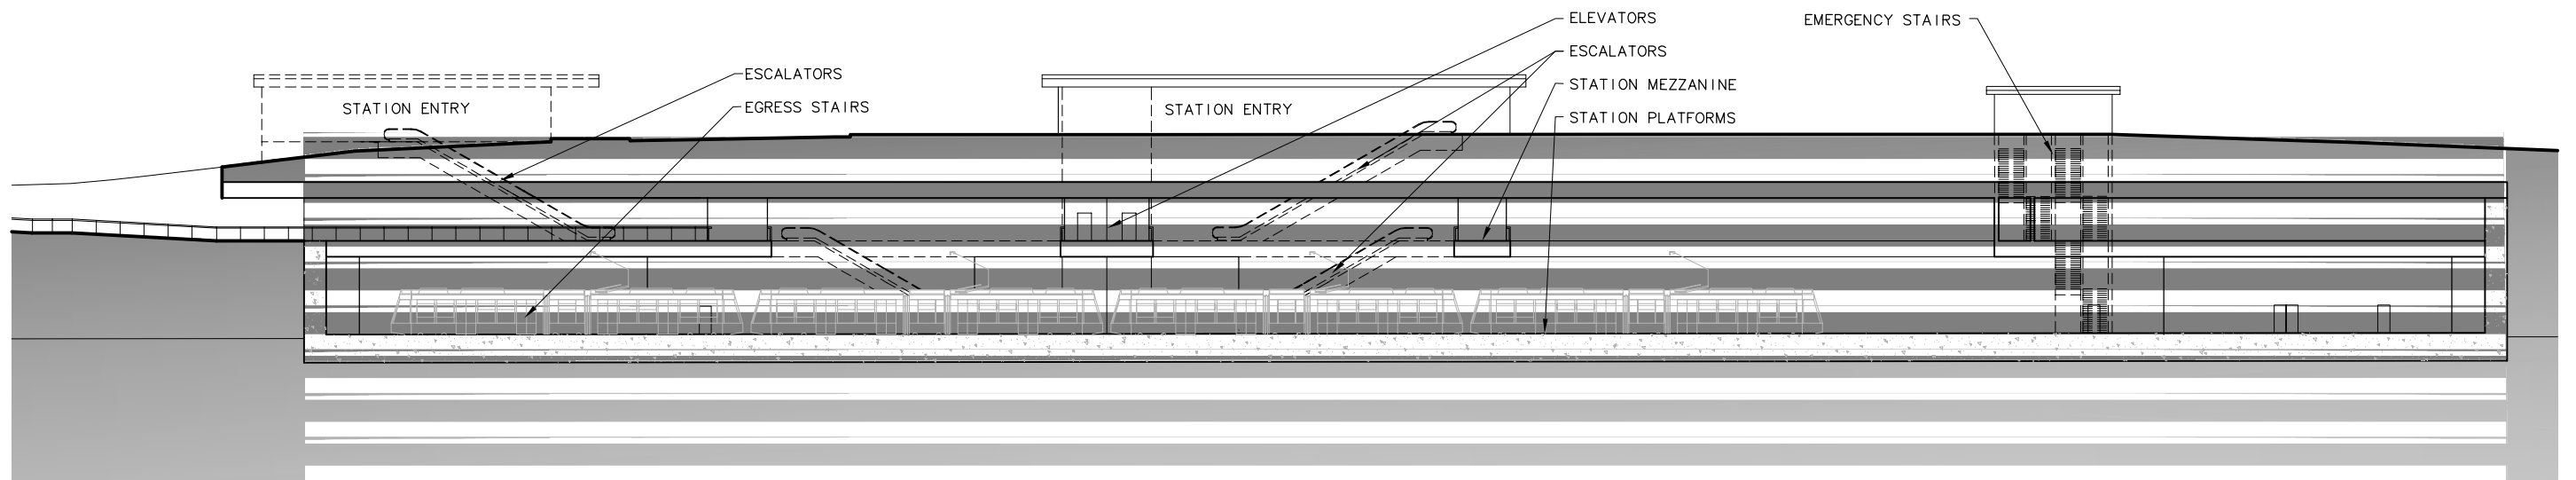 ELEVATORS
EMERGENCY STAIRS
ESCALATORS
ESCALATORS
STATION MEZZANINE
EGRESS STAIRS
STATION ENTRY
STATION ENTRY
STATION PLATFORMS